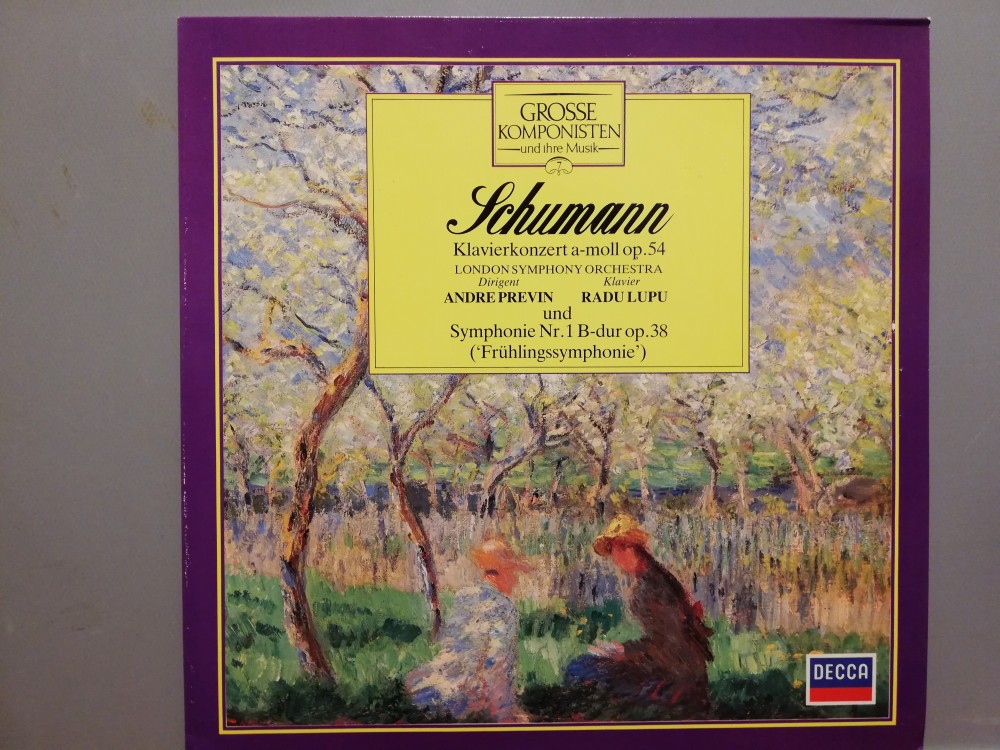 GROSSE
KOMPONISTEN
und ihre Musik
7
Schumann
Klavierkonzert a-moll op.54
LONDON SYMPHONY ORCHESTRA
Dirigent Klavier
ANDRE PREVIN RADU LUPU
und
Symphonie Nr.1 B-dur op.38
(‘Frühlingssymphonie’)
DECCA